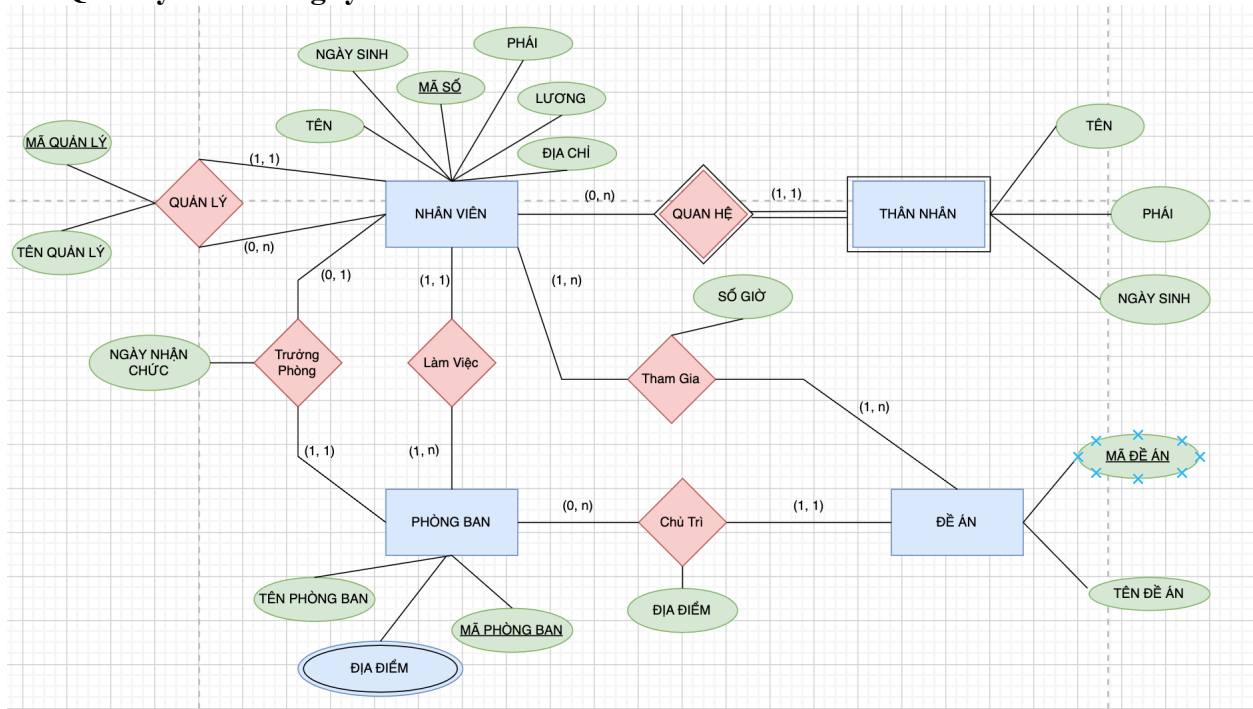 NGÀY SINH
PHÁI
MÃ SỐ
LƯƠNG
TÊN
ĐỊA CHỈ
MÃ QUẢN LÝ
(1, 1)
QUẢN LÝ
NHÂN VIÊN
(0, n)
QUAN HỆ
(1, 1)
THÂN NHÂN
TÊN
PHÁI
NGÀY SINH
TÊN QUẢN LÝ
(0, n)
(0, 1)
(1, 1)
(1, n)
SỐ GIỜ
NGÀY NHẬN
CHỨC
Trưởng
Phòng
Làm Việc
Tham Gia
(1, n)
(1, 1)
(1, n)
MÃ ĐỀ ÁN
PHÒNG BAN
(0, n)
Chủ Trì
(1, 1)
ĐỀ ÁN
TÊN PHÒNG BAN
MÃ PHÒNG BAN
ĐỊA ĐIỂM
TÊN ĐỀ ÁN
ĐỊA ĐIỂM